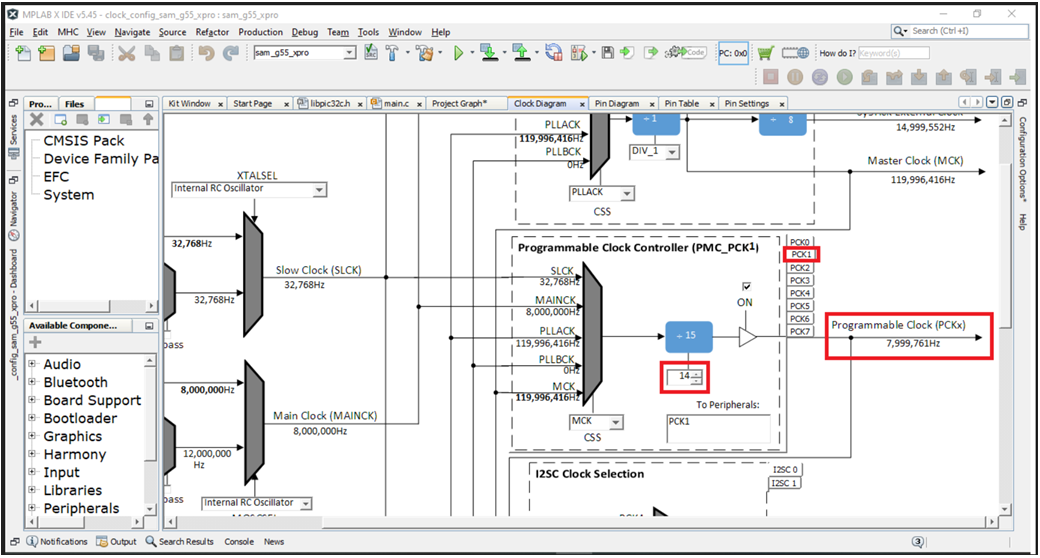 MPLAB X IDE v5.45 - clock_config_sam_g55_xpro : sam_g55_xpro
File Edit MHC View Navigate Source Refactor Production Debug Team Tools Window Help
Search (Ctrl+I)
sam_g55_xpro
PC: 0x0
How do I? Keyword(s)
Pro... Files
Kit Window Start Page libpic32c.h main.c Project Graph* Clock Diagram Pin Diagram Pin Table Pin Settings
Services
Navigator
_config_sam_g55_xpro - Dashboard
CMSIS Pack
Device Family Pa
EFC
System
Available Compone...
Audio
Bluetooth
Board Support
Bootloader
Graphics
Harmony
Input
Libraries
Peripherals
XTALSEL
Internal RC Oscillator
32,768Hz
32,768Hz
Slow Clock (SLCK)
32,768Hz
pass
8,000,000Hz
Main Clock (MAINCK)
8,000,000Hz
12,000,000
Hz
pass
Internal RC Oscillator
PLLACK
119,996,416Hz
PLLBCK
0Hz
÷ 1
÷ 8
DIV_1
PLLACK
CSS
14,999,552Hz
Master Clock (MCK)
119,996,416Hz
Programmable Clock Controller (PMC_PCK1)
SLCK
32,768Hz
MAINCK
8,000,000Hz
PLLACK
119,996,416Hz
PLLBCK
0Hz
MCK
119,996,416Hz
MCK
CSS
÷ 15
14
ON
To Peripherals:
PCK1
PCK0
PCK1
PCK2
PCK3
PCK4
PCK5
PCK6
PCK7
Programmable Clock (PCKx)
7,999,761Hz
I2SC Clock Selection
I2SC 0
I2SC 1
Configuration Options*
Help
Notifications Output Search Results Console News
3